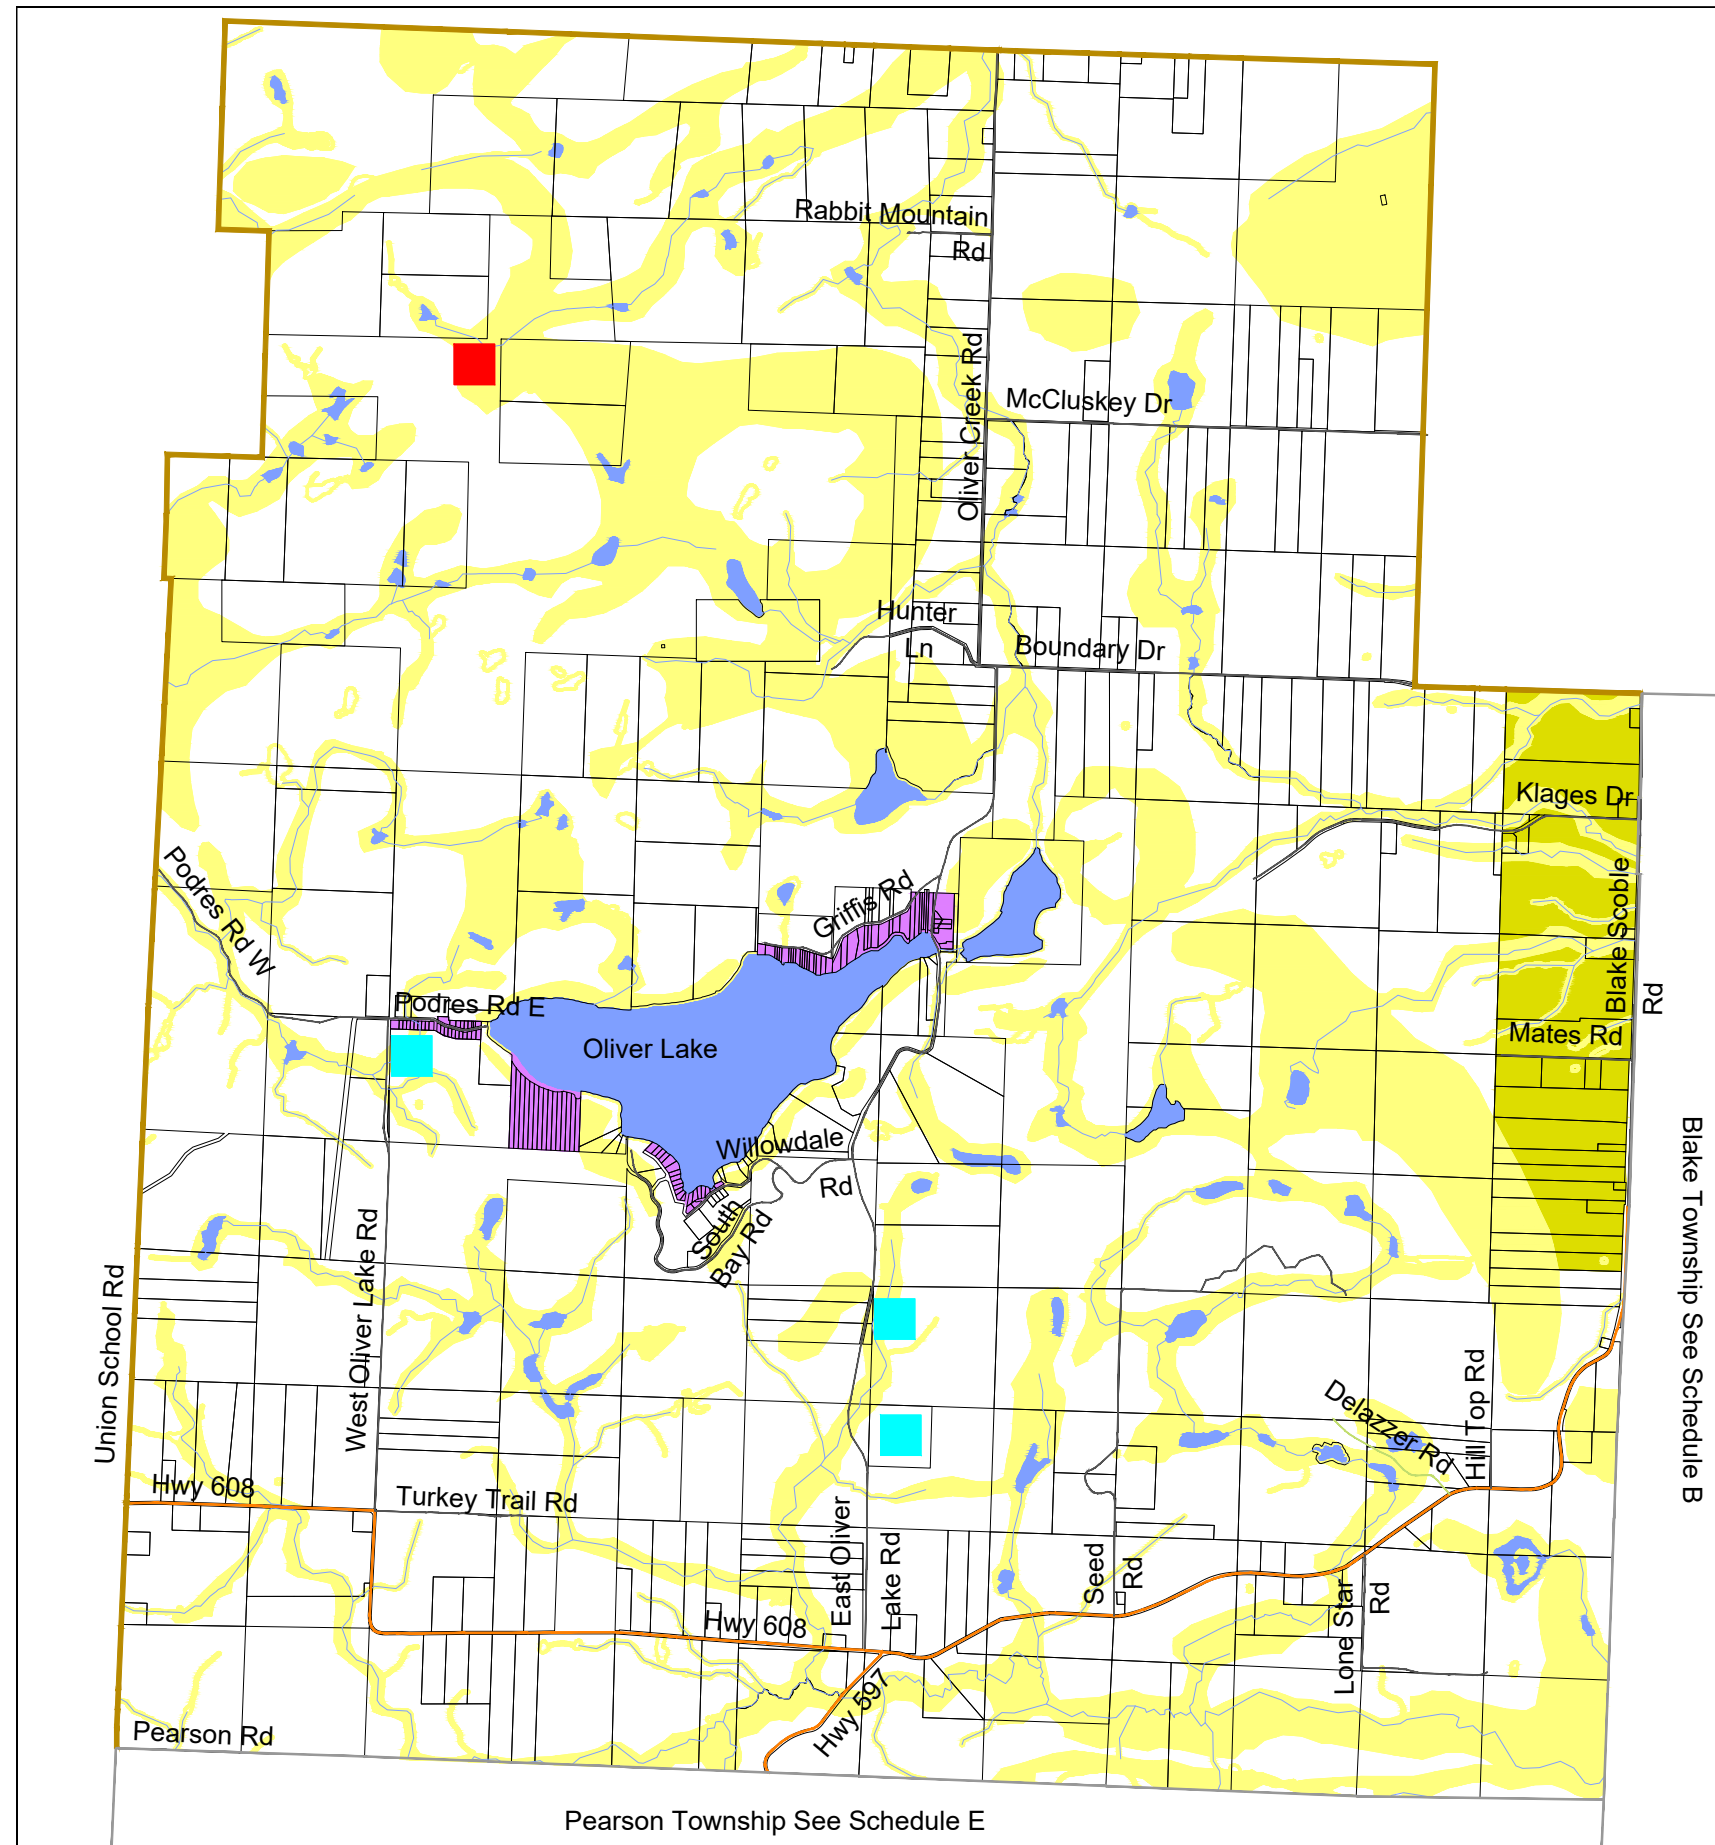 Rabbit Mountain
Rd
Oliver Creek Rd
McCluskey Dr
Hunter
Ln
Boundary Dr
Klages Dr
Podres Rd W
Griffis Rd
Blake Scoble
Rd
Podres Rd E
Mates Rd
Oliver Lake
Willowdale
Rd
South
Bay Rd
Blake Township See Schedule B
Union School Rd
West Oliver Lake Rd
Hill Top Rd
Delazzer Rd
Hwy 608
Turkey Trail Rd
East Oliver
Lake Rd
Seed
Rd
Lone Star
Rd
Hwy 608
Hwy 597
Pearson Rd
Pearson Township See Schedule E